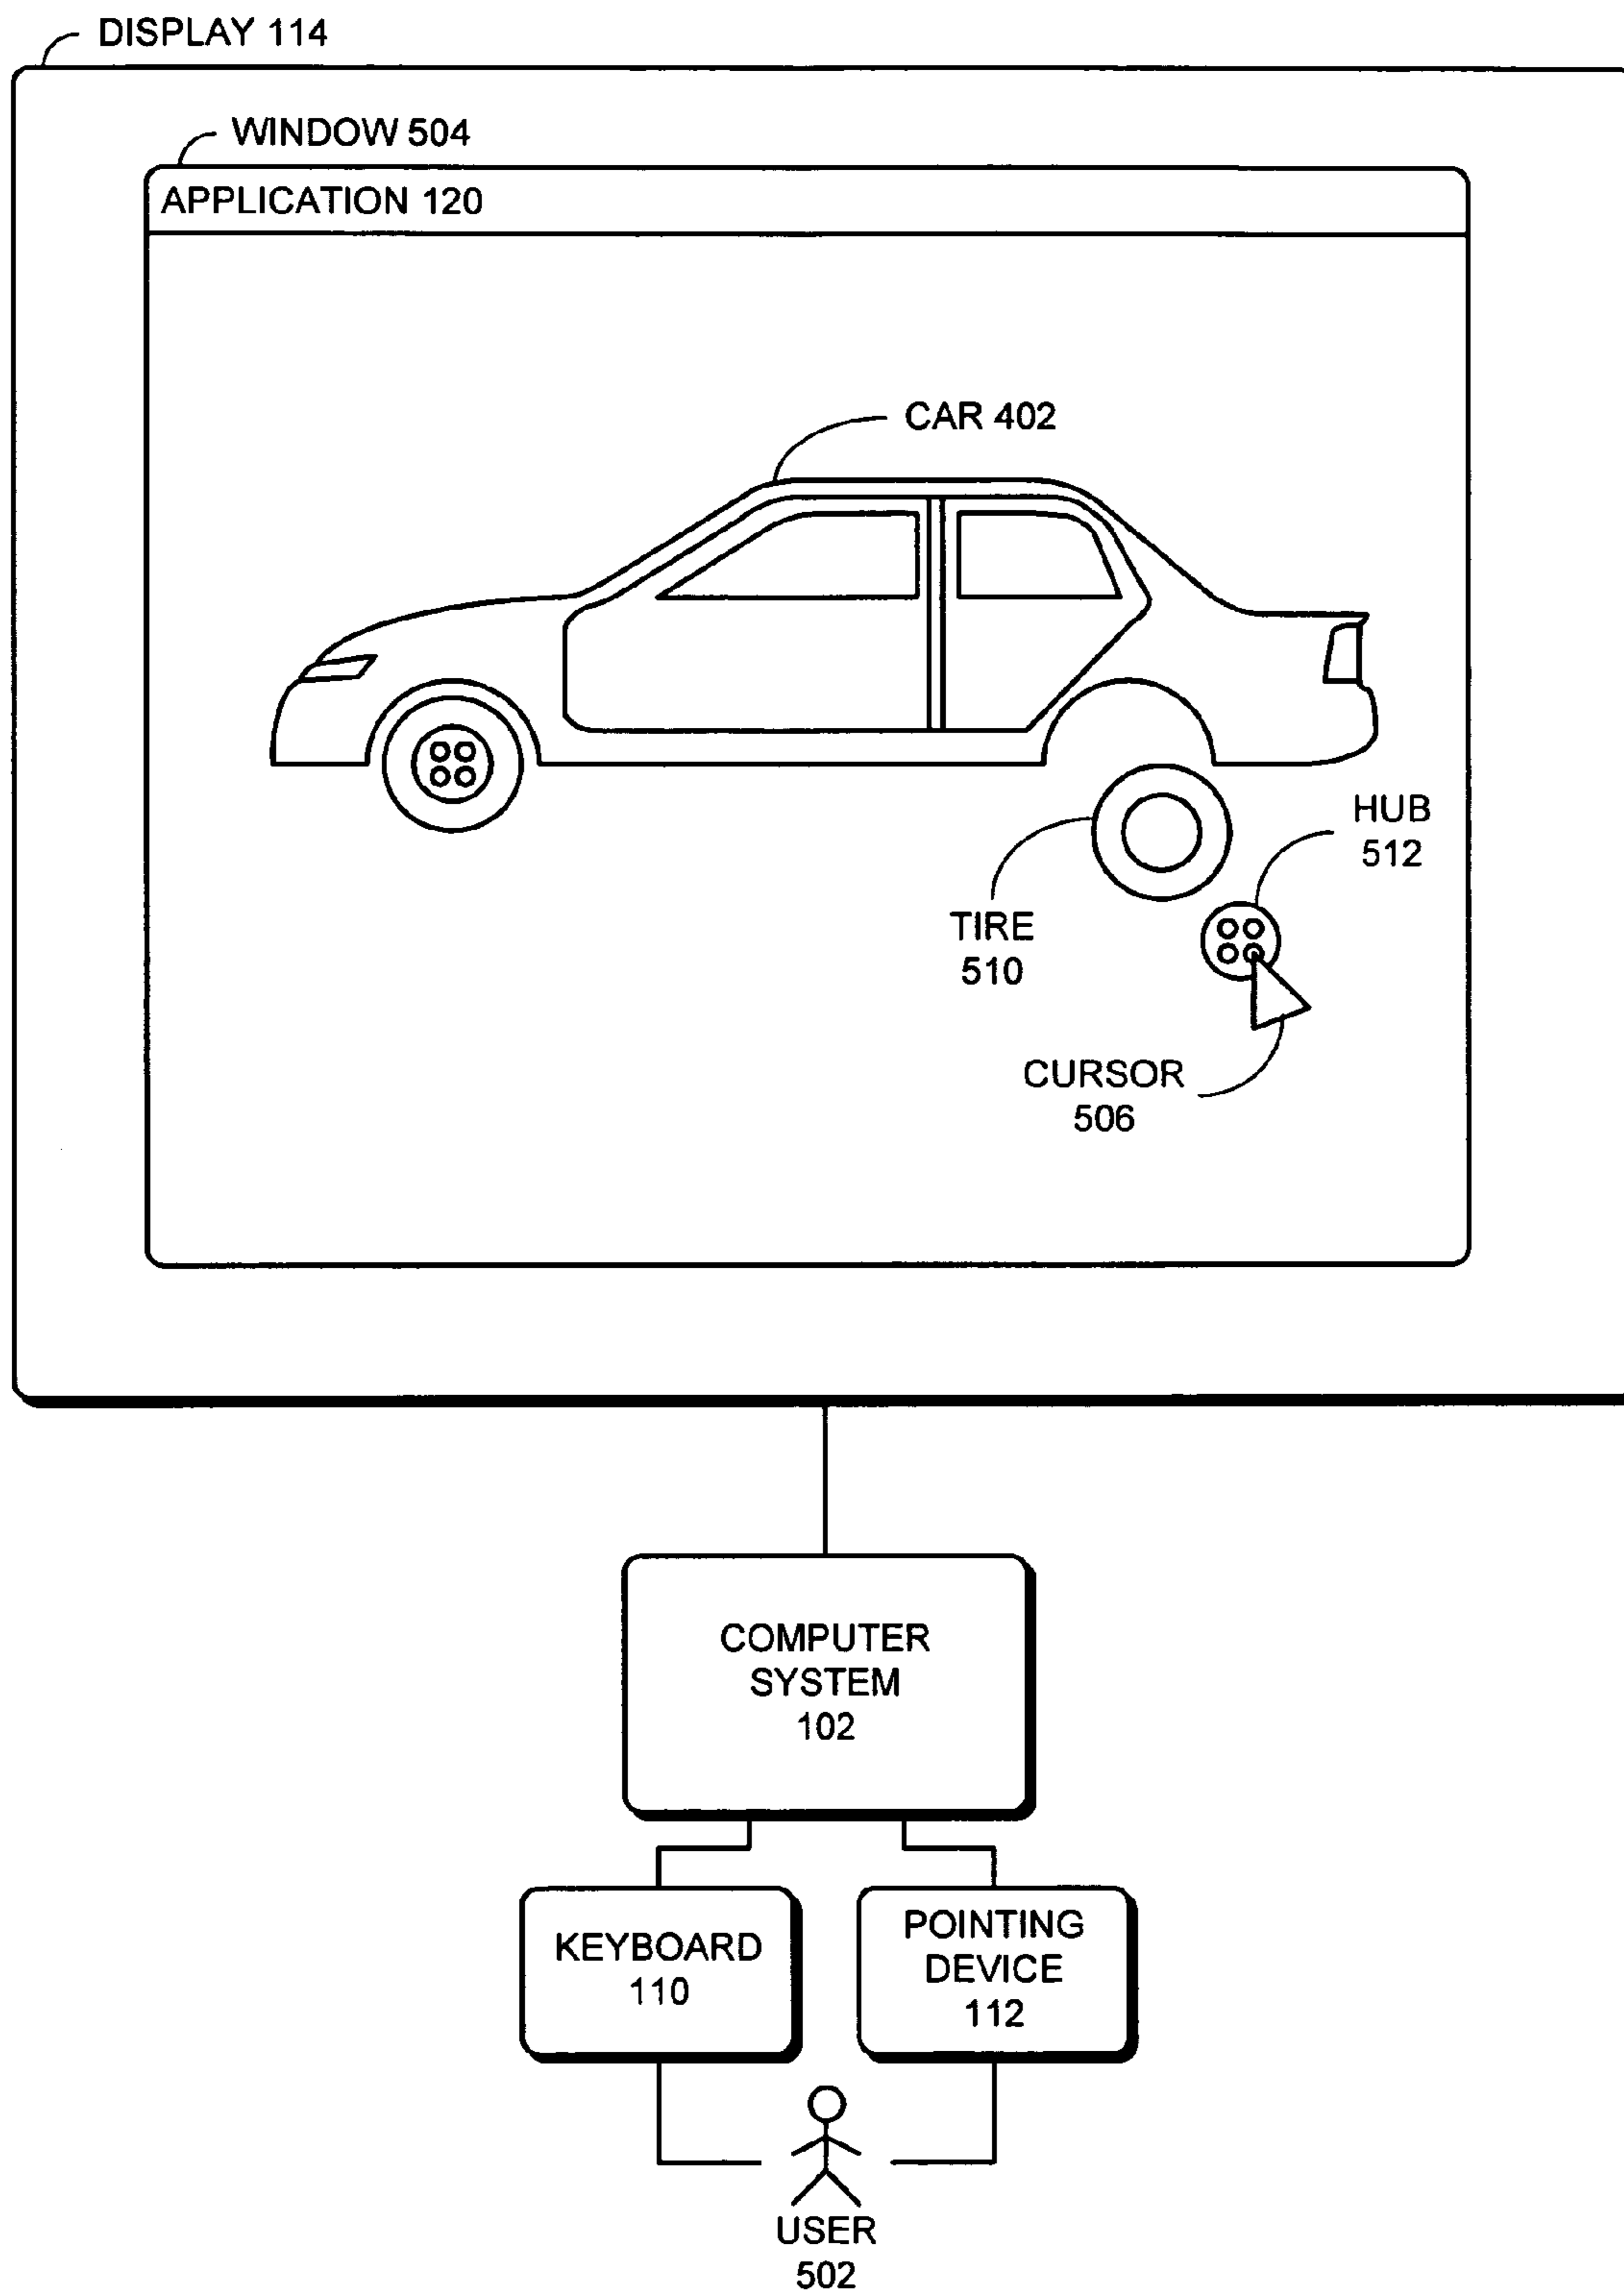 DISPLAY 114
WINDOW 504
APPLICATION 120
CAR 402
HUB
512
TIRE
510
CURSOR
506
COMPUTER
SYSTEM
102
KEYBOARD
110
POINTING
DEVICE
112
USER
502